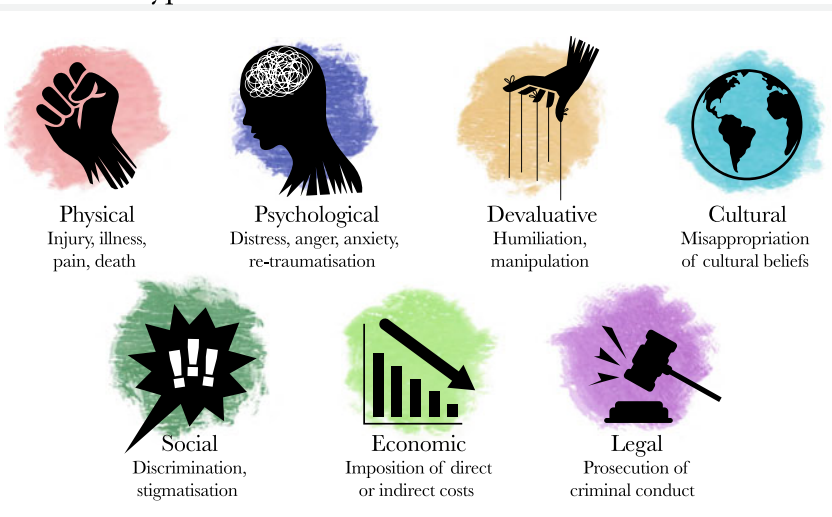 Physical
Injury, illness,
pain, death
Psychological
Distress, anger, anxiety,
re-traumatisation
Devaluative
Humiliation,
manipulation
Cultural
Misappropriation
of cultural beliefs
!!!
Social
Discrimination,
stigmatisation
Economic
Imposition of direct
or indirect costs
Legal
Prosecution of
criminal conduct